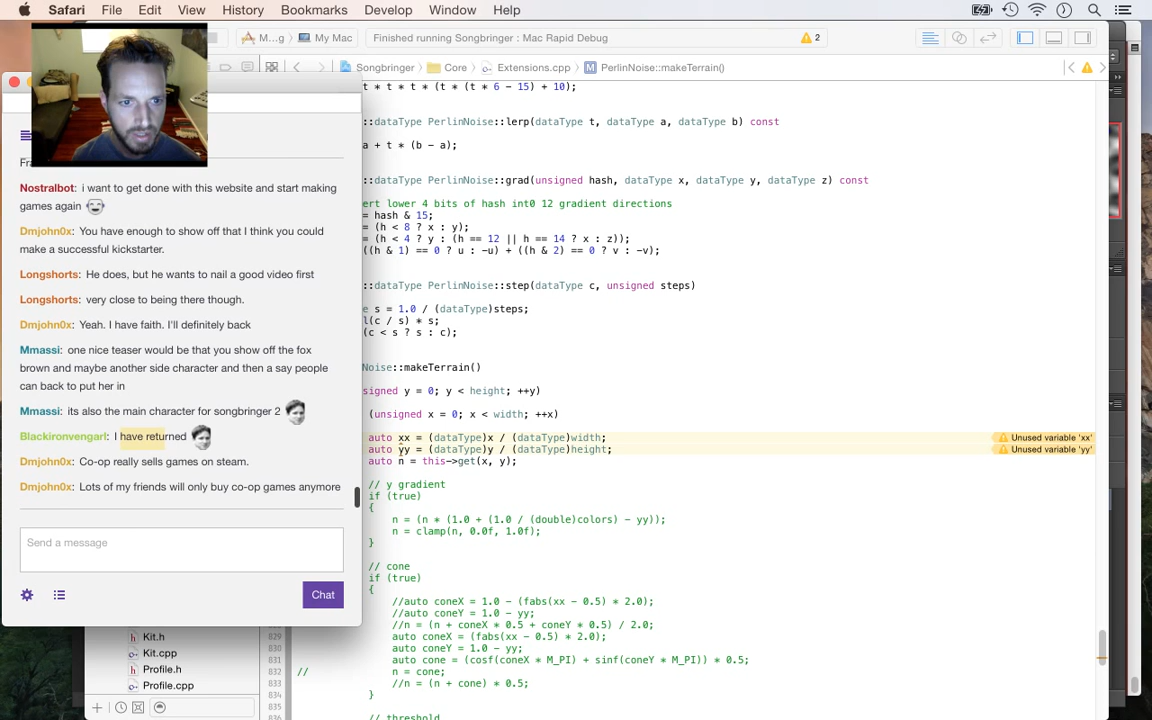 Safari File Edit View History Bookmarks Develop Window Help
M...g My Mac Finished running Songbringer : Mac Rapid Debug 2
Songbringer Core Extensions.cpp M PerlinNoise::makeTerrain()
Fr
Nostralbot: i want to get done with this website and start making
games again
Dmjohn0x: You have enough to show off that I think you could
make a successful kickstarter.
Longshorts: He does, but he wants to nail a good video first
Longshorts: very close to being there though.
Dmjohn0x: Yeah. I have faith. I'll definitely back
Mmassi: one nice teaser would be that you show off the fox
brown and maybe another side character and then a say people
can back to put her in
Mmassi: its also the main character for songbringer 2
Blackironvengarl: I have returned
Dmjohn0x: Co-op really sells games on steam.
Dmjohn0x: Lots of my friends will only buy co-op games anymore
Send a message
Chat
Kit.h
Kit.cpp
Profile.h
Profile.cpp
t * t * t * (t * (t * 6 - 15) + 10);
::dataType PerlinNoise::lerp(dataType t, dataType a, dataType b) const
a + t * (b - a);
::dataType PerlinNoise::grad(unsigned hash, dataType x, dataType y, dataType z) const
ert lower 4 bits of hash int0 12 gradient directions
= hash & 15;
= (h < 8 ? x : y);
= (h < 4 ? y : (h == 12 || h == 14 ? x : z));
((h & 1) == 0 ? u : -u) + ((h & 2) == 0 ? v : -v);
::dataType PerlinNoise::step(dataType c, unsigned steps)
e s = 1.0 / (dataType)steps;
l(c / s) * s;
(c < s ? s : c);
Noise::makeTerrain()
signed y = 0; y < height; ++y)
(unsigned x = 0; x < width; ++x)
auto xx = (dataType)x / (dataType)width; Unused variable 'xx'
auto yy = (dataType)y / (dataType)height; Unused variable 'yy'
auto n = this->get(x, y);
// y gradient
if (true)
{
n = (n * (1.0 + (1.0 / (double)colors) - yy));
n = clamp(n, 0.0f, 1.0f);
}
// cone
if (true)
{
//auto coneX = 1.0 - (fabs(xx - 0.5) * 2.0);
//auto coneY = 1.0 - yy;
//n = (n + coneX * 0.5 + coneY * 0.5) / 2.0;
829 auto coneX = (fabs(xx - 0.5) * 2.0);
830 auto coneY = 1.0 - yy;
831 auto cone = (cosf(coneX * M_PI) + sinf(coneY * M_PI)) * 0.5;
832 // n = cone;
833 //n = (n + cone) * 0.5;
834 }
835
836 // threshold